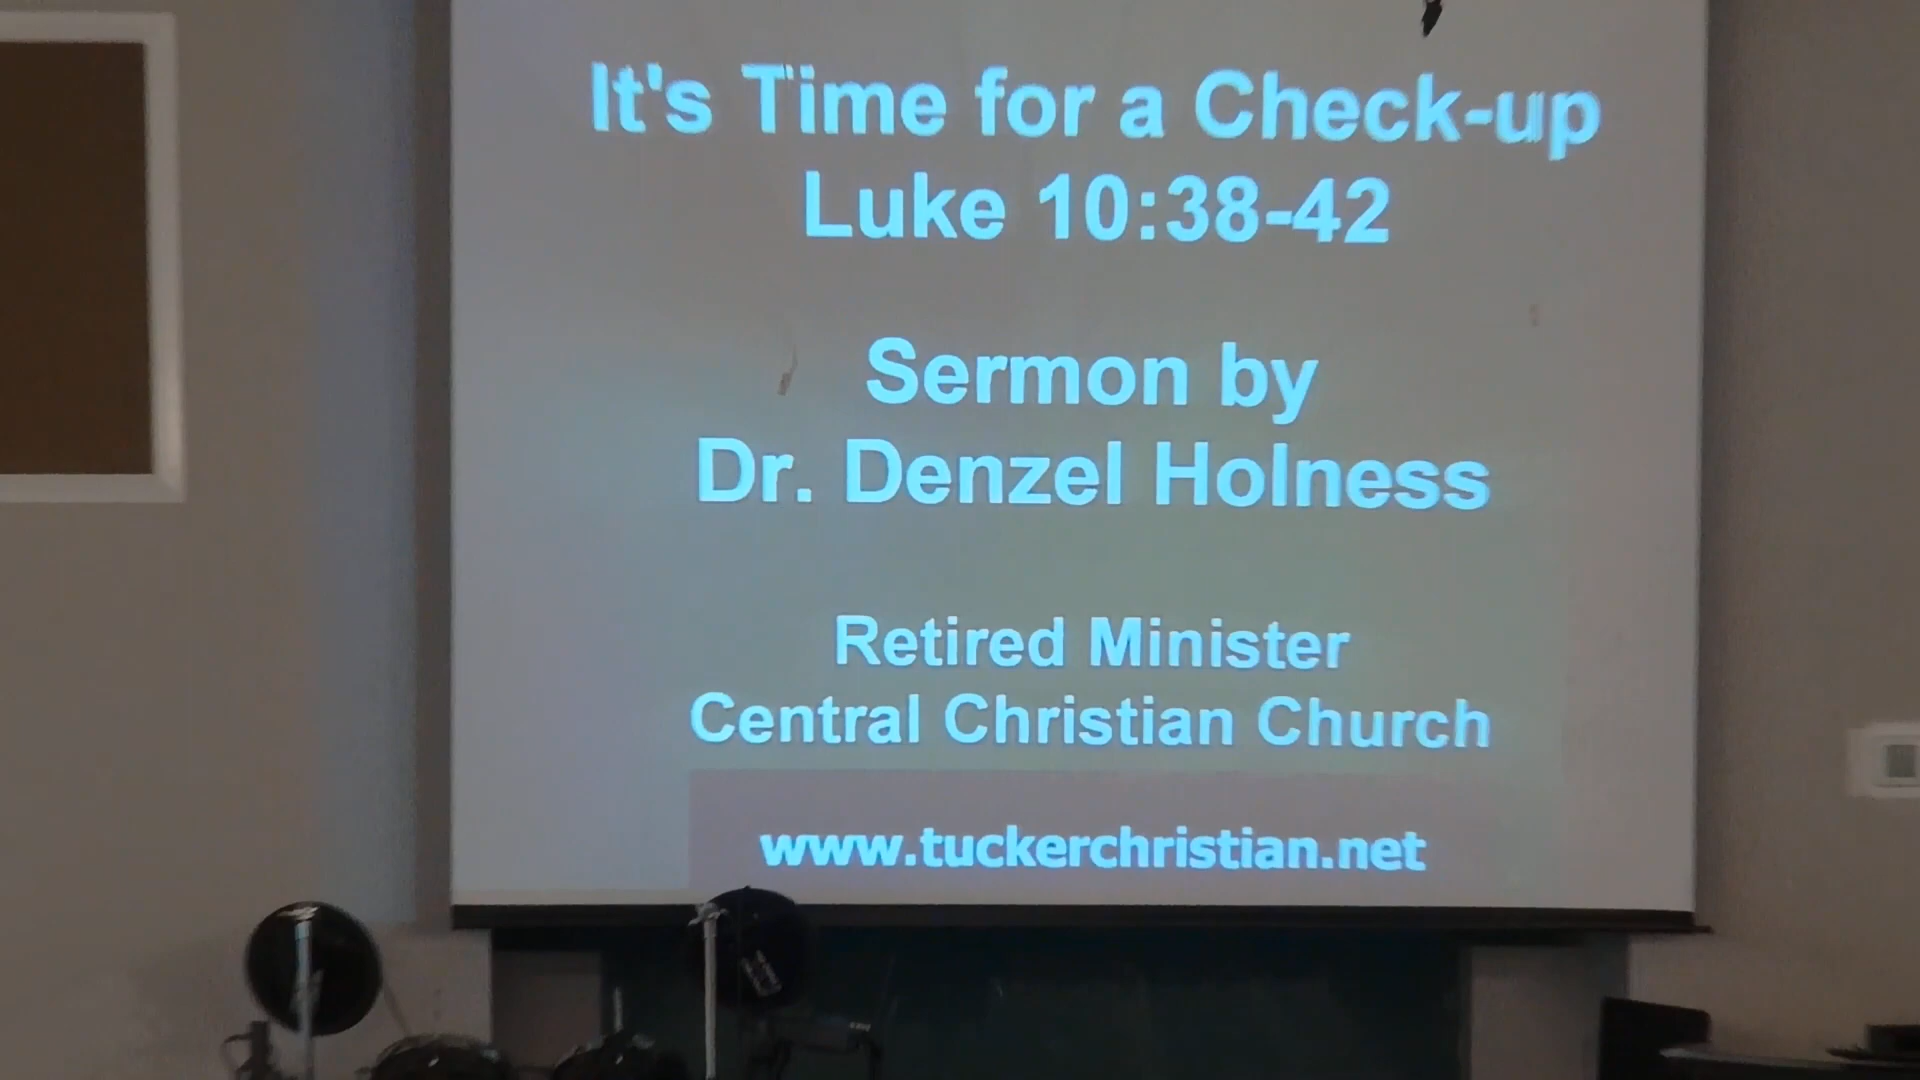 It's Time for a Check-up
Luke 10:38-42
Sermon by
Dr. Denzel Holness
Retired Minister
Central Christian Church
www.tuckerchristian.net